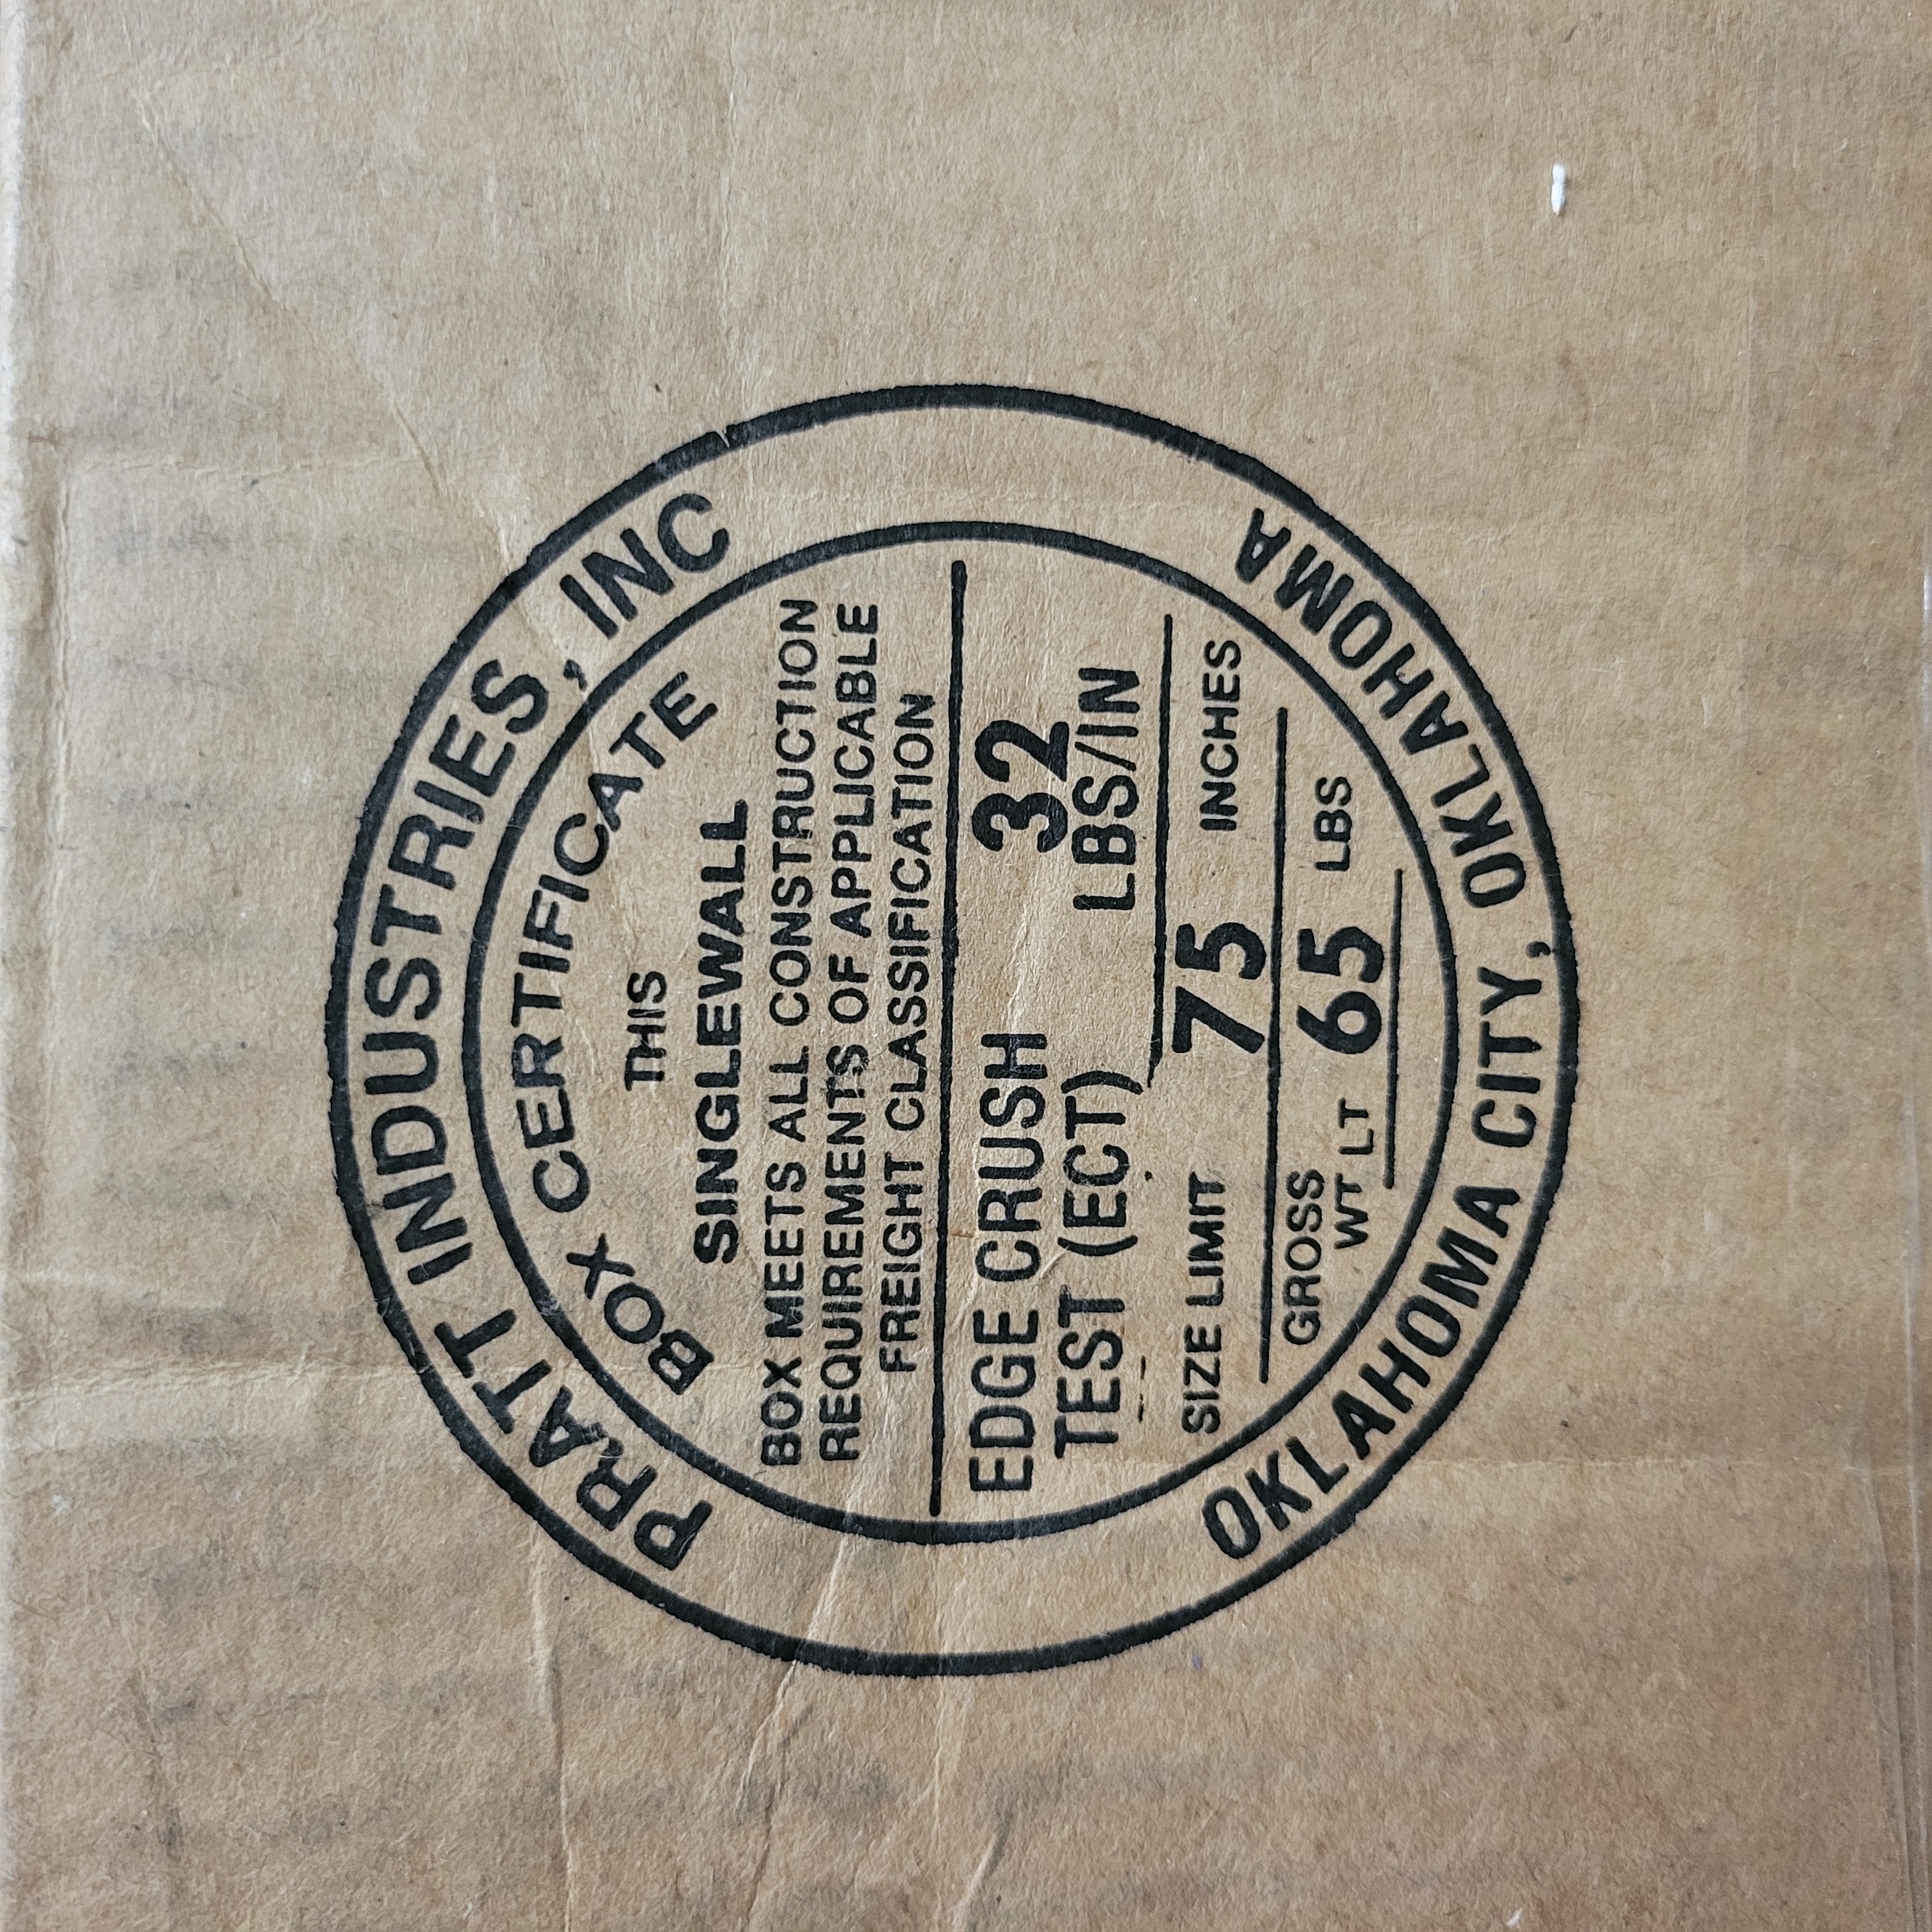 PRATT INDUSTRIES, INC
BOX CERTIFICATE
THIS
SINGLEWALL
BOX MEETS ALL CONSTRUCTION
REQUIREMENTS OF APPLICABLE
FREIGHT CLASSIFICATION
EDGE CRUSH 32
TEST (ECT) LBS/IN
SIZE LIMIT 75 INCHES
GROSS
WT LT 65 LBS
OKLAHOMA CITY, OKLAHOMA